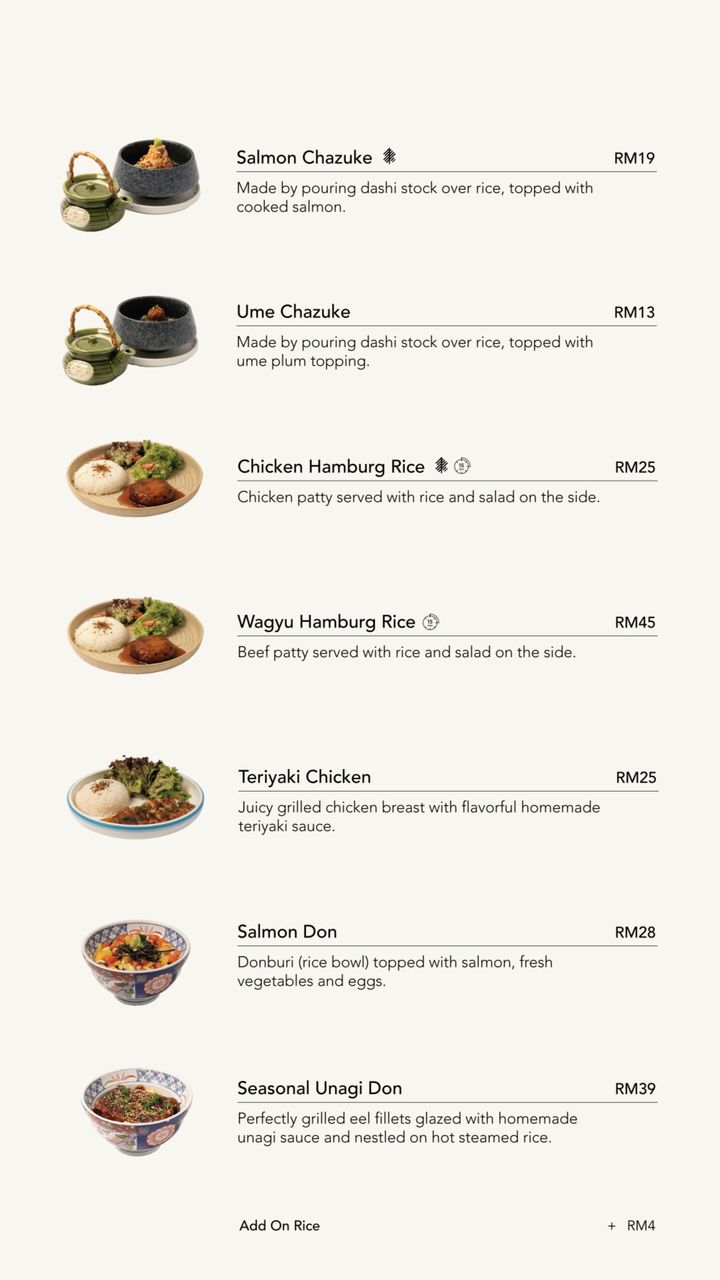 Salmon Chazuke RM19
Made by pouring dashi stock over rice, topped with
cooked salmon.
Ume Chazuke RM13
Made by pouring dashi stock over rice, topped with
ume plum topping.
Chicken Hamburg Rice 15 RM25
Chicken patty served with rice and salad on the side.
Wagyu Hamburg Rice 15 RM45
Beef patty served with rice and salad on the side.
Teriyaki Chicken RM25
Juicy grilled chicken breast with flavorful homemade
teriyaki sauce.
Salmon Don RM28
Donburi (rice bowl) topped with salmon, fresh
vegetables and eggs.
Seasonal Unagi Don RM39
Perfectly grilled eel fillets glazed with homemade
unagi sauce and nestled on hot steamed rice.
Add On Rice + RM4